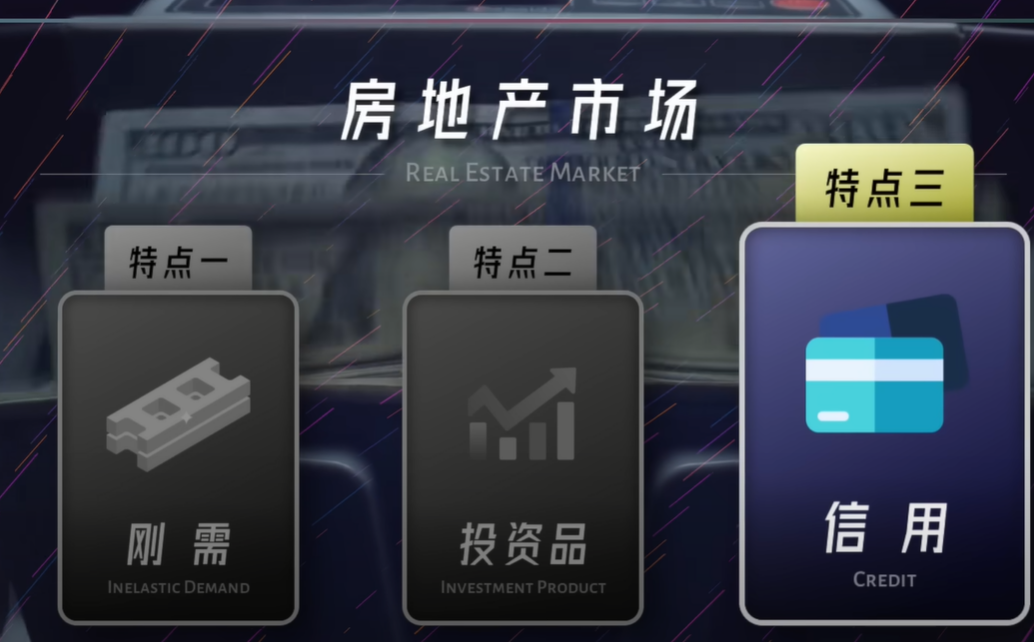 房地产市场
REAL ESTATE MARKET
特点一
刚需
INELASTIC DEMAND
特点二
投资品
INVESTMENT PRODUCT
特点三
信用
CREDIT